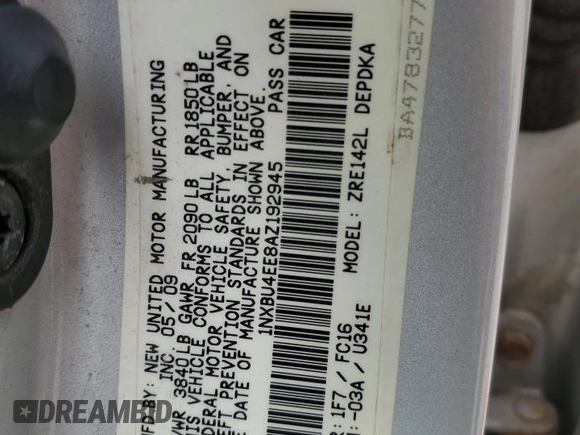 MFD BY: NEW UNITED MOTOR MANUFACTURING
INC 05/09
GVWR 3840LB GAWR FR 2090LB RR1850LB
THIS VEHICLE CONFORMS TO ALL APPLICABLE
FEDERAL MOTOR VEHICLE SAFETY, BUMPER, AND
THEFT PREVENTION STANDARDS IN EFFECT ON
THE DATE OF MANUFACTURE SHOWN ABOVE.
1NXBU4EE8AZ192945 PASS CAR
R:1F7 / FC16 MODEL: ZRE142L DEPDKA
:-03A / U341E
BA4783277
DREAMBID